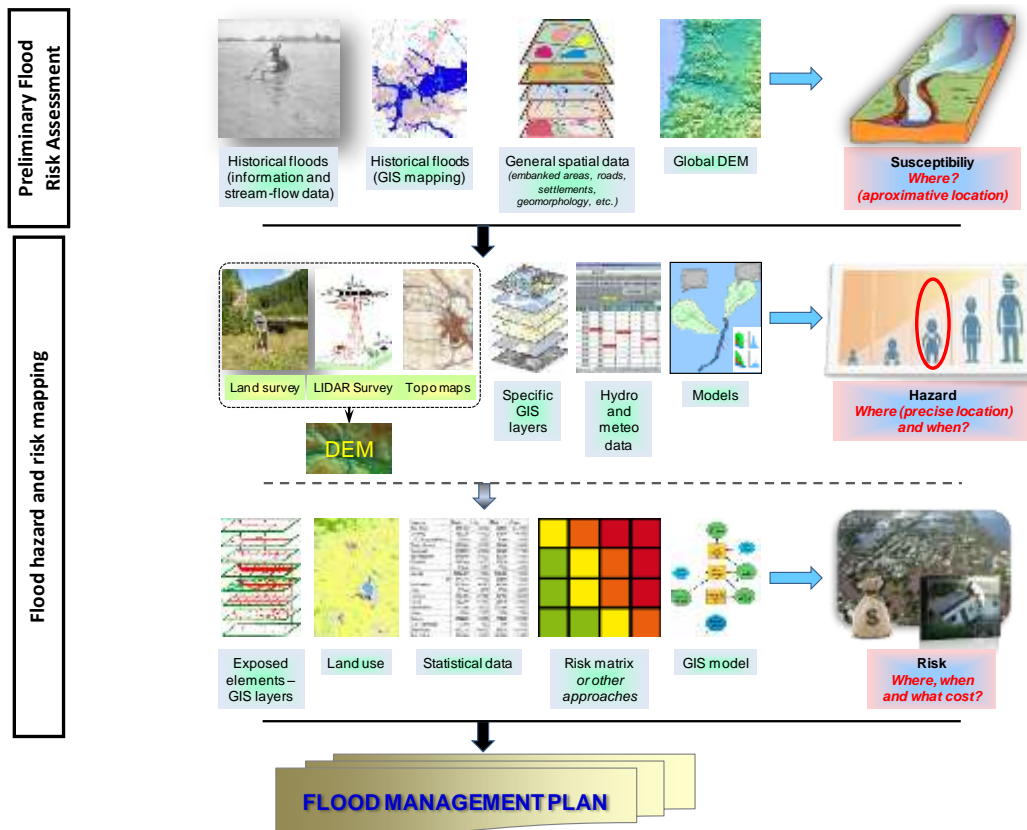 Preliminary Flood
Risk Assessment
Historical floods
(information and
stream-flow data)
Historical floods
(GIS mapping)
General spatial data
(embanked areas, roads,
settlements,
geomorphology, etc.)
Global DEM
Susceptibiliy
Where?
(aproximative location)
Flood hazard and risk mapping
Land survey
LIDAR Survey
Topo maps
DEM
Specific
GIS
layers
Hydro
and
meteo
data
Models
Hazard
Where (precise location)
and when?
Exposed
elements –
GIS layers
Land use
Statistical data
Risk matrix
or other
approaches
GIS model
$
Risk
Where, when
and what cost?
FLOOD MANAGEMENT PLAN